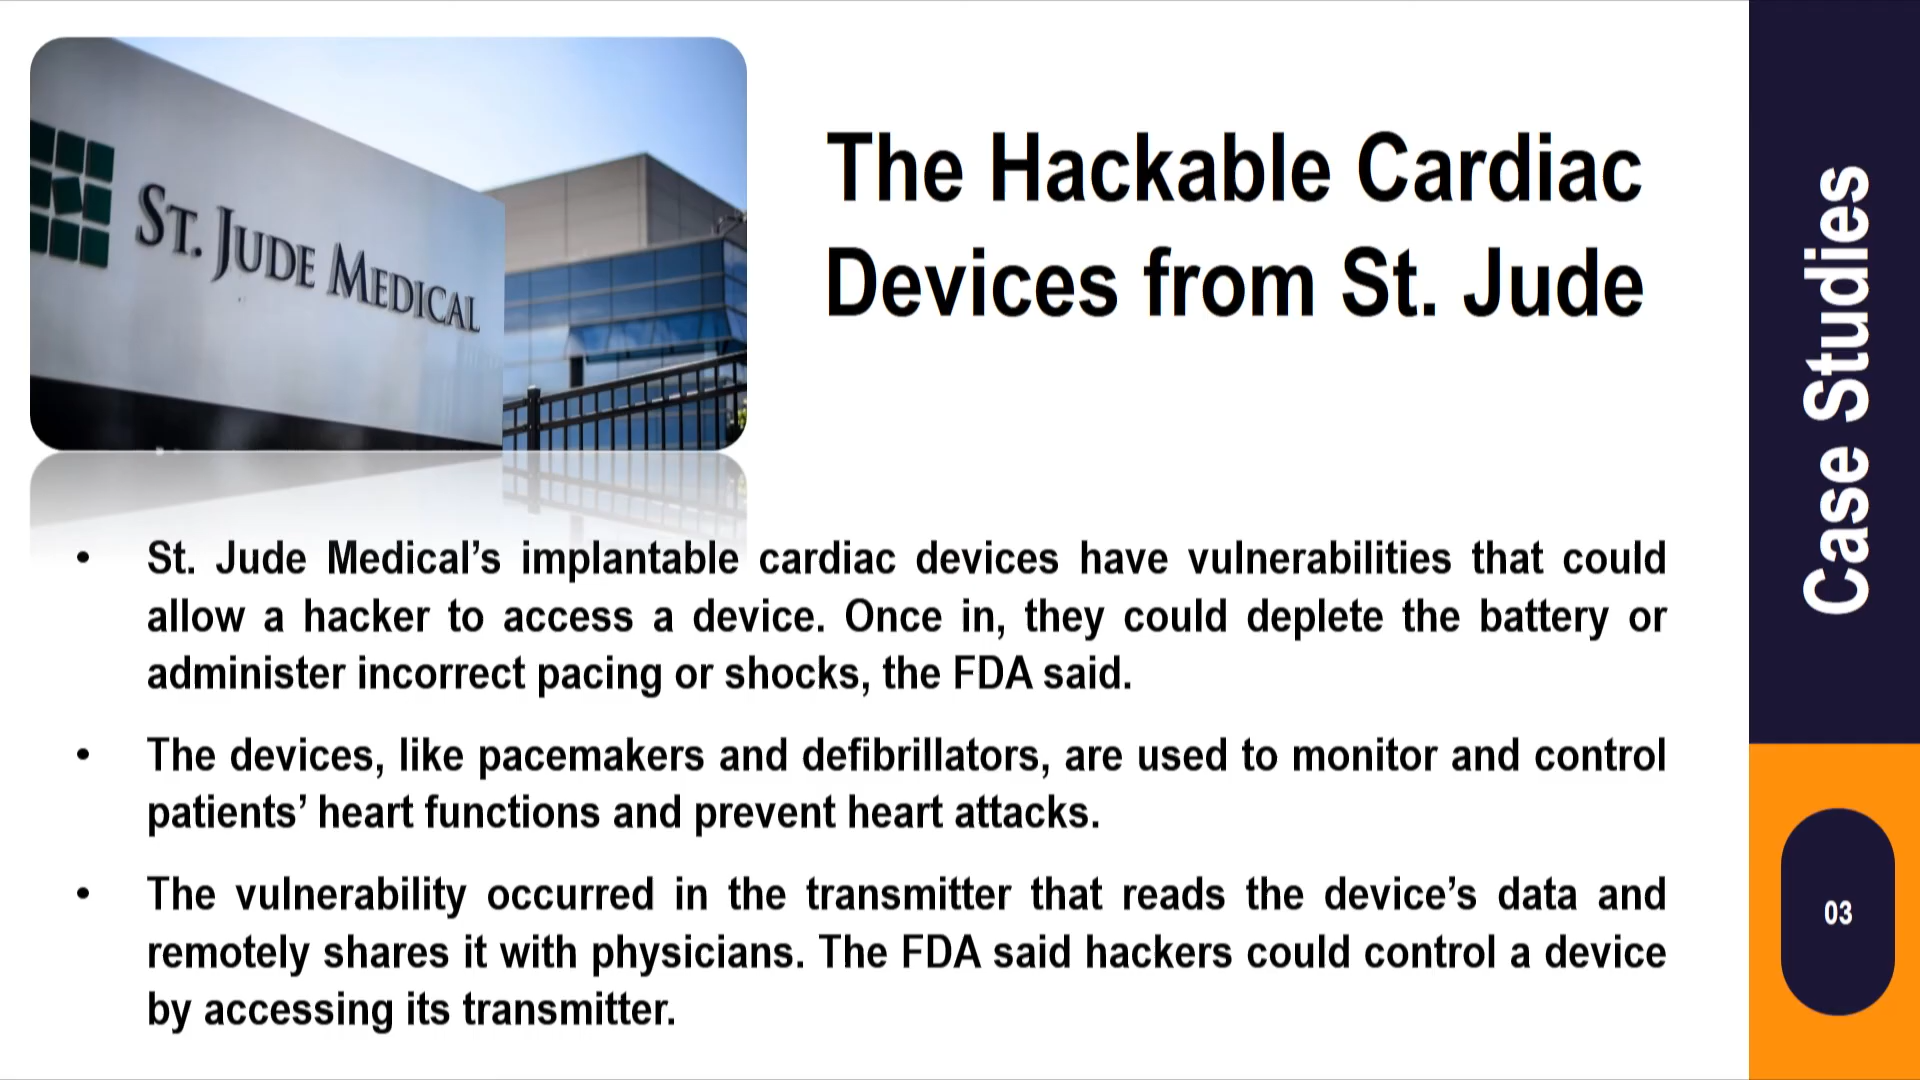 ST. JUDE MEDICAL
The Hackable Cardiac
Devices from St. Jude
• St. Jude Medical’s implantable cardiac devices have vulnerabilities that could
allow a hacker to access a device. Once in, they could deplete the battery or
administer incorrect pacing or shocks, the FDA said.
• The devices, like pacemakers and defibrillators, are used to monitor and control
patients’ heart functions and prevent heart attacks.
• The vulnerability occurred in the transmitter that reads the device’s data and
remotely shares it with physicians. The FDA said hackers could control a device
by accessing its transmitter.
Case Studies
03